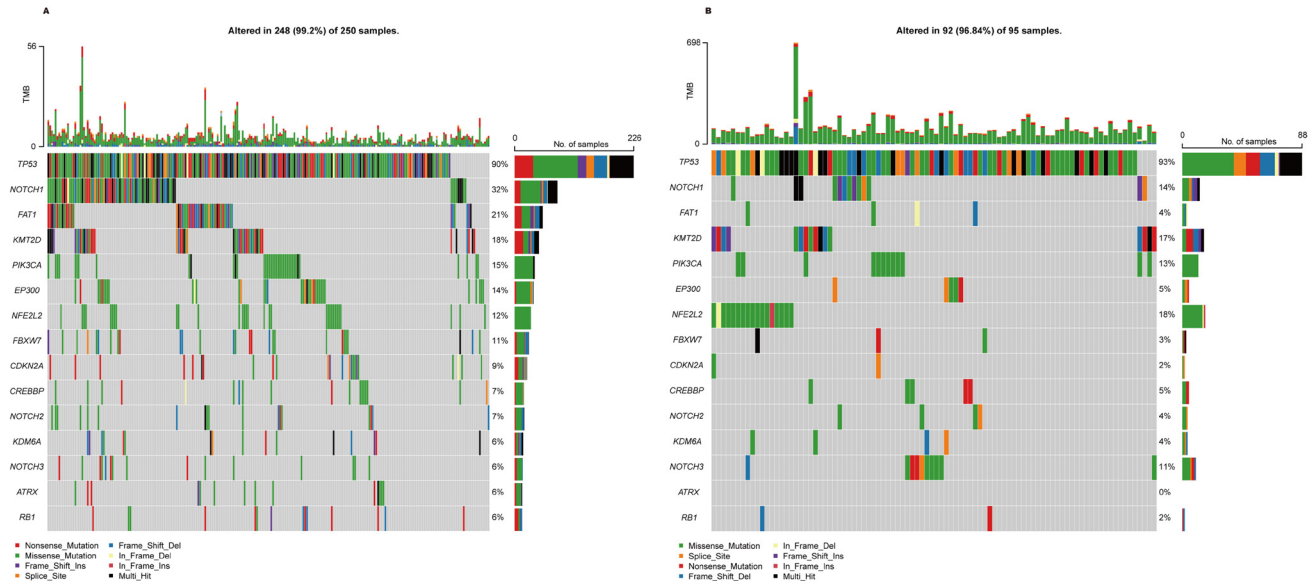 A
Altered in 248 (99.2%) of 250 samples.
56
TMB
0
0 226
No. of samples
TP53 90%
NOTCH1 32%
FAT1 21%
KMT2D 18%
PIK3CA 15%
EP300 14%
NFE2L2 12%
FBXW7 11%
CDKN2A 9%
CREBBP 7%
NOTCH2 7%
KDM6A 6%
NOTCH3 6%
ATRX 6%
RB1 6%
Nonsense_Mutation Frame_Shift_Del
Missense_Mutation In_Frame_Del
Frame_Shift_Ins In_Frame_Ins
Splice_Site Multi_Hit
B
Altered in 92 (96.84%) of 95 samples.
698
TMB
0
0 88
No. of samples
TP53 93%
NOTCH1 14%
FAT1 4%
KMT2D 17%
PIK3CA 13%
EP300 5%
NFE2L2 18%
FBXW7 3%
CDKN2A 2%
CREBBP 5%
NOTCH2 4%
KDM6A 4%
NOTCH3 11%
ATRX 0%
RB1 2%
Missense_Mutation In_Frame_Del
Splice_Site Frame_Shift_Ins
Nonsense_Mutation In_Frame_Ins
Frame_Shift_Del Multi_Hit